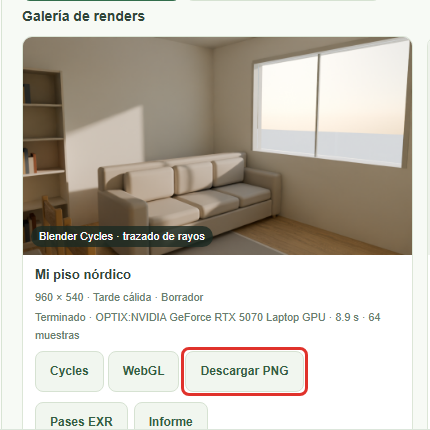 Galería de renders
Blender Cycles · trazado de rayos
Mi piso nórdico
960 × 540 · Tarde cálida · Borrador
Terminado · OPTIX:NVIDIA GeForce RTX 5070 Laptop GPU · 8.9 s · 64
muestras
Cycles
WebGL
Descargar PNG
Pases EXR
Informe